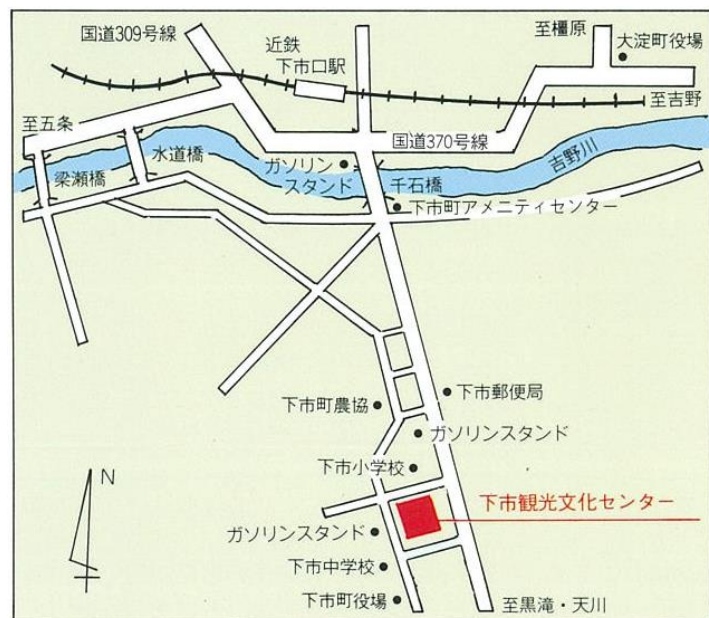 国道309号線
近鉄
下市口駅
至橿原
大淀町役場
至吉野
至五条
国道370号線
吉野川
水道橋
ガソリン
スタンド
梁瀬橋
千石橋
下市町アメニティセンター
下市郵便局
下市町農協
ガソリンスタンド
下市小学校
下市観光文化センター
N
ガソリンスタンド
下市中学校
下市町役場
至黒滝・天川